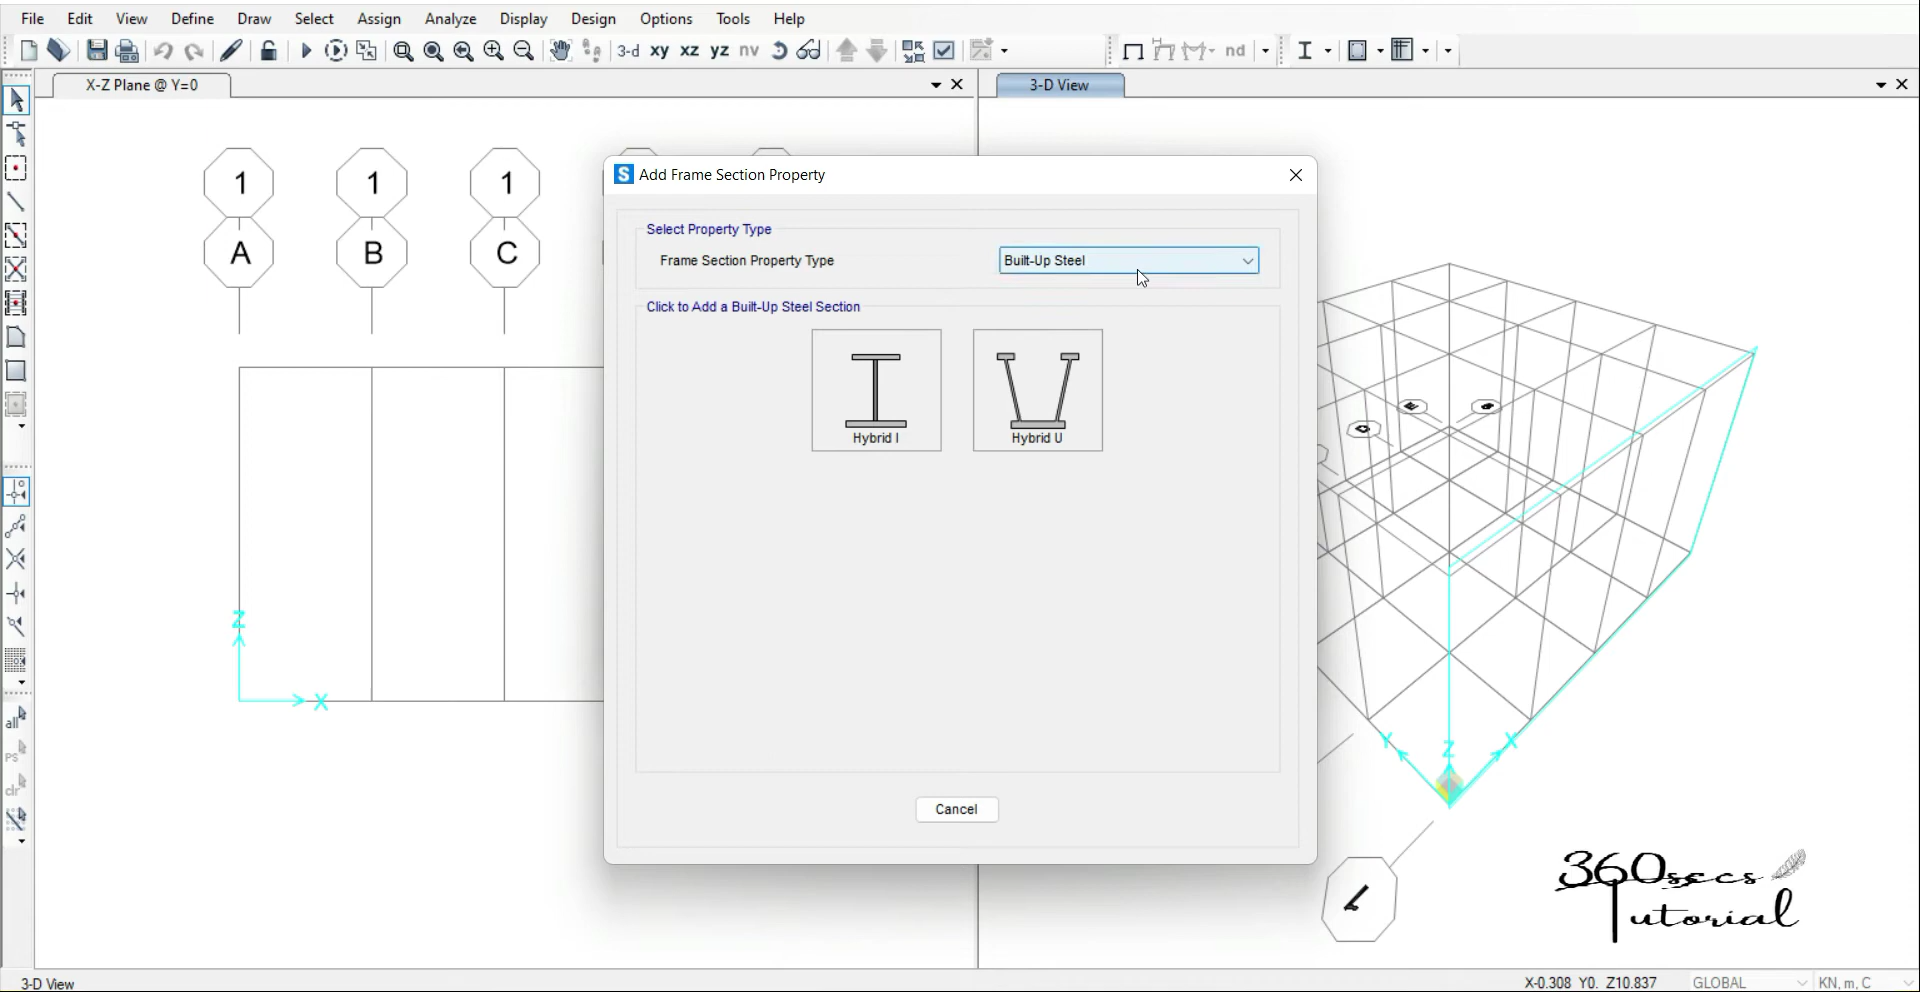 File Edit View Define Draw Select Assign Analyze Display Design Options Tools Help
3-d xy xz yz nv nd
X-Z Plane @ Y=0
3-D View
1 1 1
A B C
Add Frame Section Property
Select Property Type
Frame Section Property Type
Built-Up Steel
Click to Add a Built-Up Steel Section
Hybrid I
Hybrid U
Cancel
Z
X
Y
Z
X
all
ps
clr
360secs
Tutorial
3-D View
X-0.308 Y0. Z10.837
GLOBAL
KN, m, C